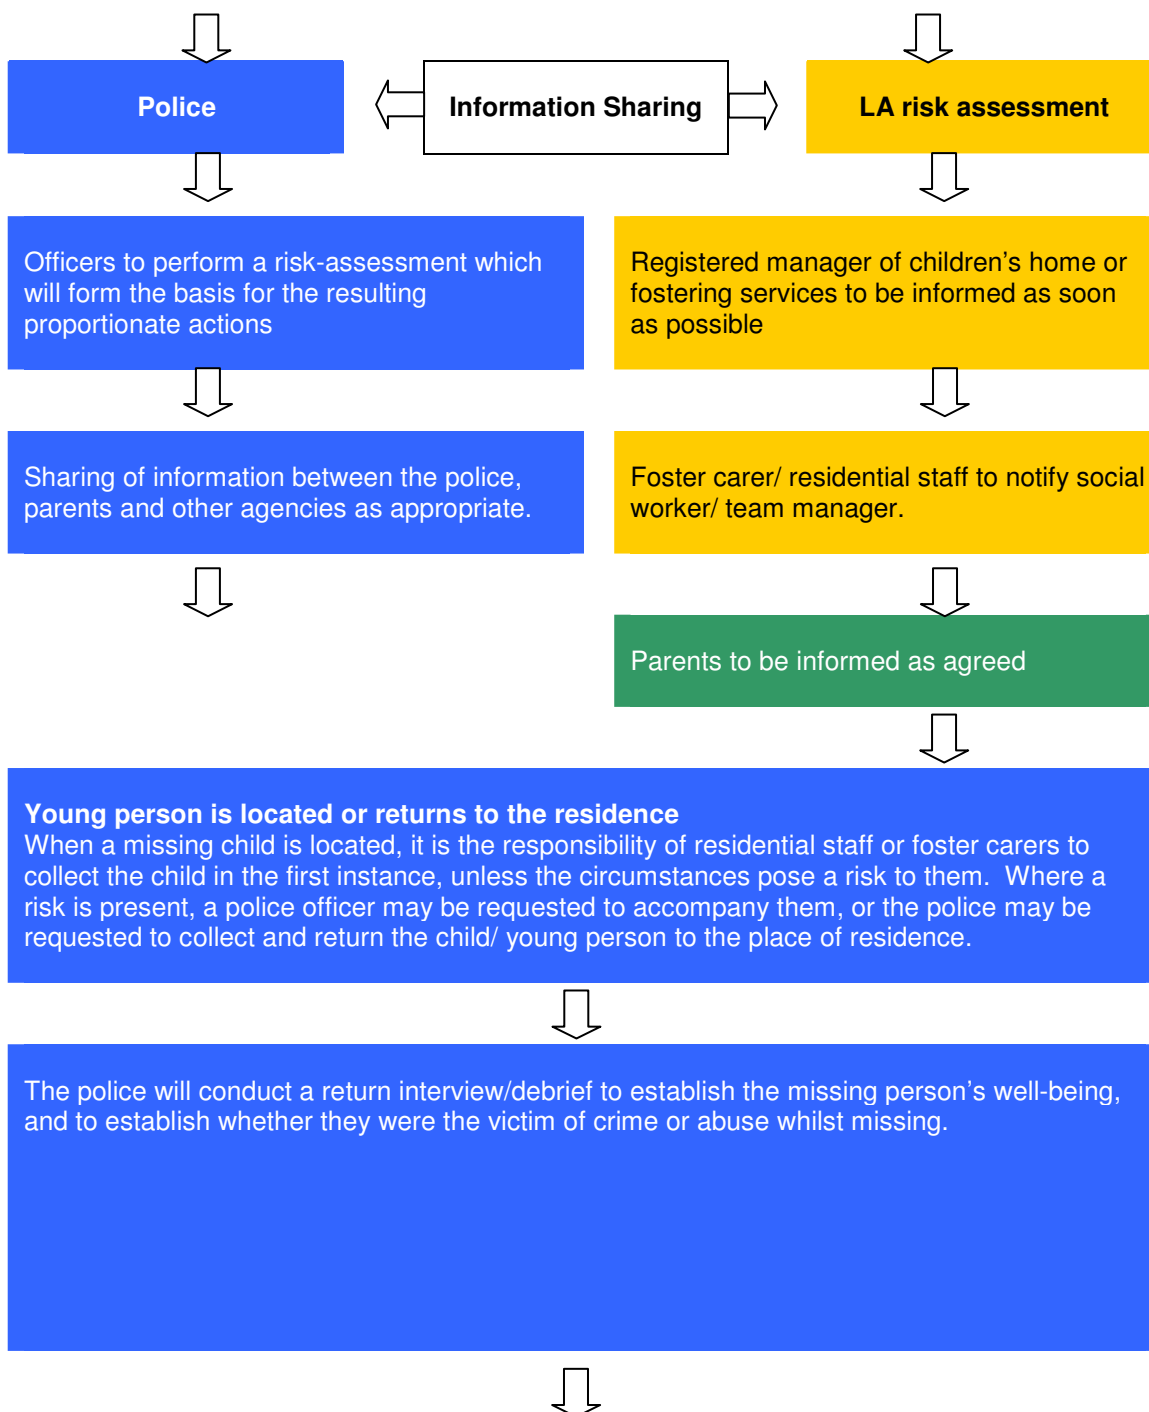 Police
Information Sharing
LA risk assessment
Officers to perform a risk-assessment which
will form the basis for the resulting
proportionate actions
Registered manager of children's home or
fostering services to be informed as soon
as possible
Sharing of information between the police,
parents and other agencies as appropriate.
Foster carer/ residential staff to notify social
worker/ team manager.
Parents to be informed as agreed
Young person is located or returns to the residence
When a missing child is located, it is the responsibility of residential staff or foster carers to
collect the child in the first instance, unless the circumstances pose a risk to them.  Where a
risk is present, a police officer may be requested to accompany them, or the police may be
requested to collect and return the child/ young person to the place of residence.
The police will conduct a return interview/debrief to establish the missing person's well-being,
and to establish whether they were the victim of crime or abuse whilst missing.